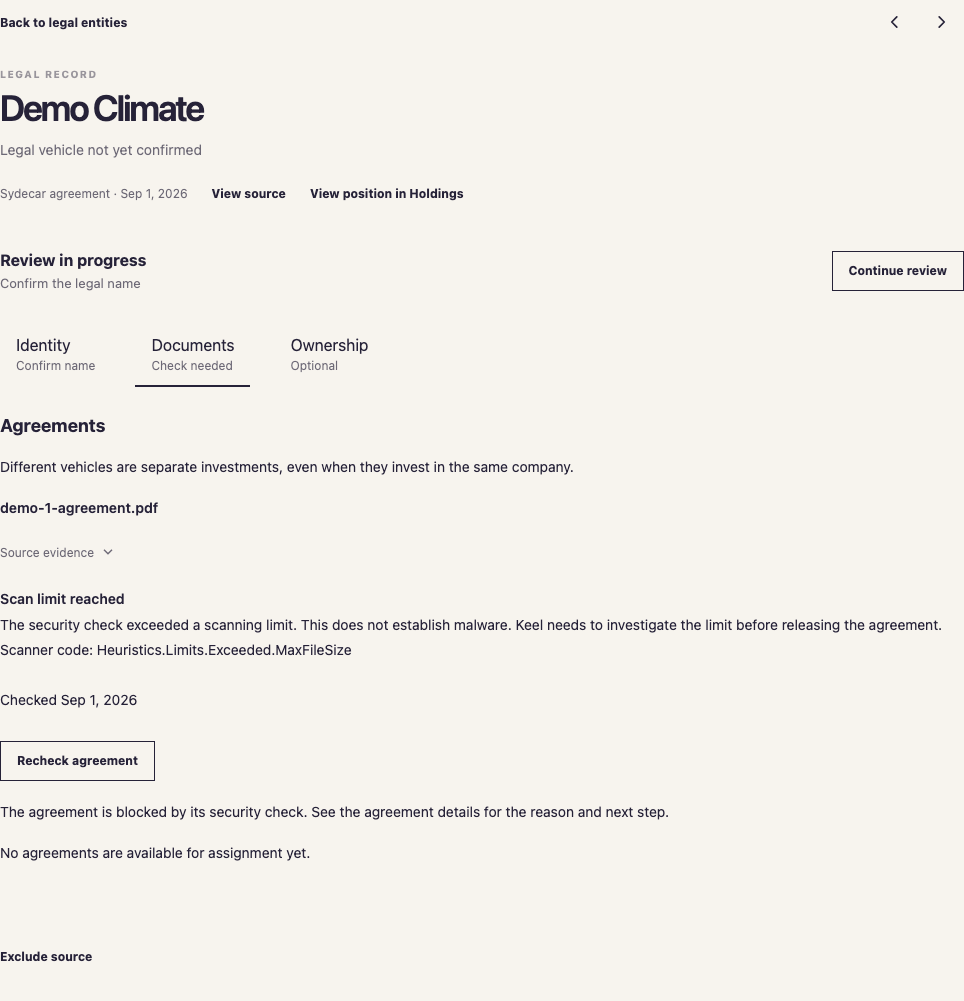 Back to legal entities
LEGAL RECORD
Demo Climate
Legal vehicle not yet confirmed
Sydecar agreement · Sep 1, 2026 View source View position in Holdings
Review in progress
Confirm the legal name
Continue review
Identity Documents Ownership
Confirm name Check needed Optional
Agreements
Different vehicles are separate investments, even when they invest in the same company.
demo-1-agreement.pdf
Source evidence
Scan limit reached
The security check exceeded a scanning limit. This does not establish malware. Keel needs to investigate the limit before releasing the agreement.
Scanner code: Heuristics.Limits.Exceeded.MaxFileSize
Checked Sep 1, 2026
Recheck agreement
The agreement is blocked by its security check. See the agreement details for the reason and next step.
No agreements are available for assignment yet.
Exclude source